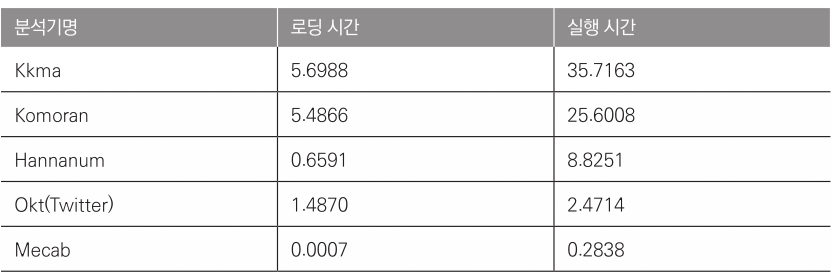 분석기명 로딩 시간 실행 시간
Kkma 5.6988 35.7163
Komoran 5.4866 25.6008
Hannanum 0.6591 8.8251
Okt(Twitter) 1.4870 2.4714
Mecab 0.0007 0.2838